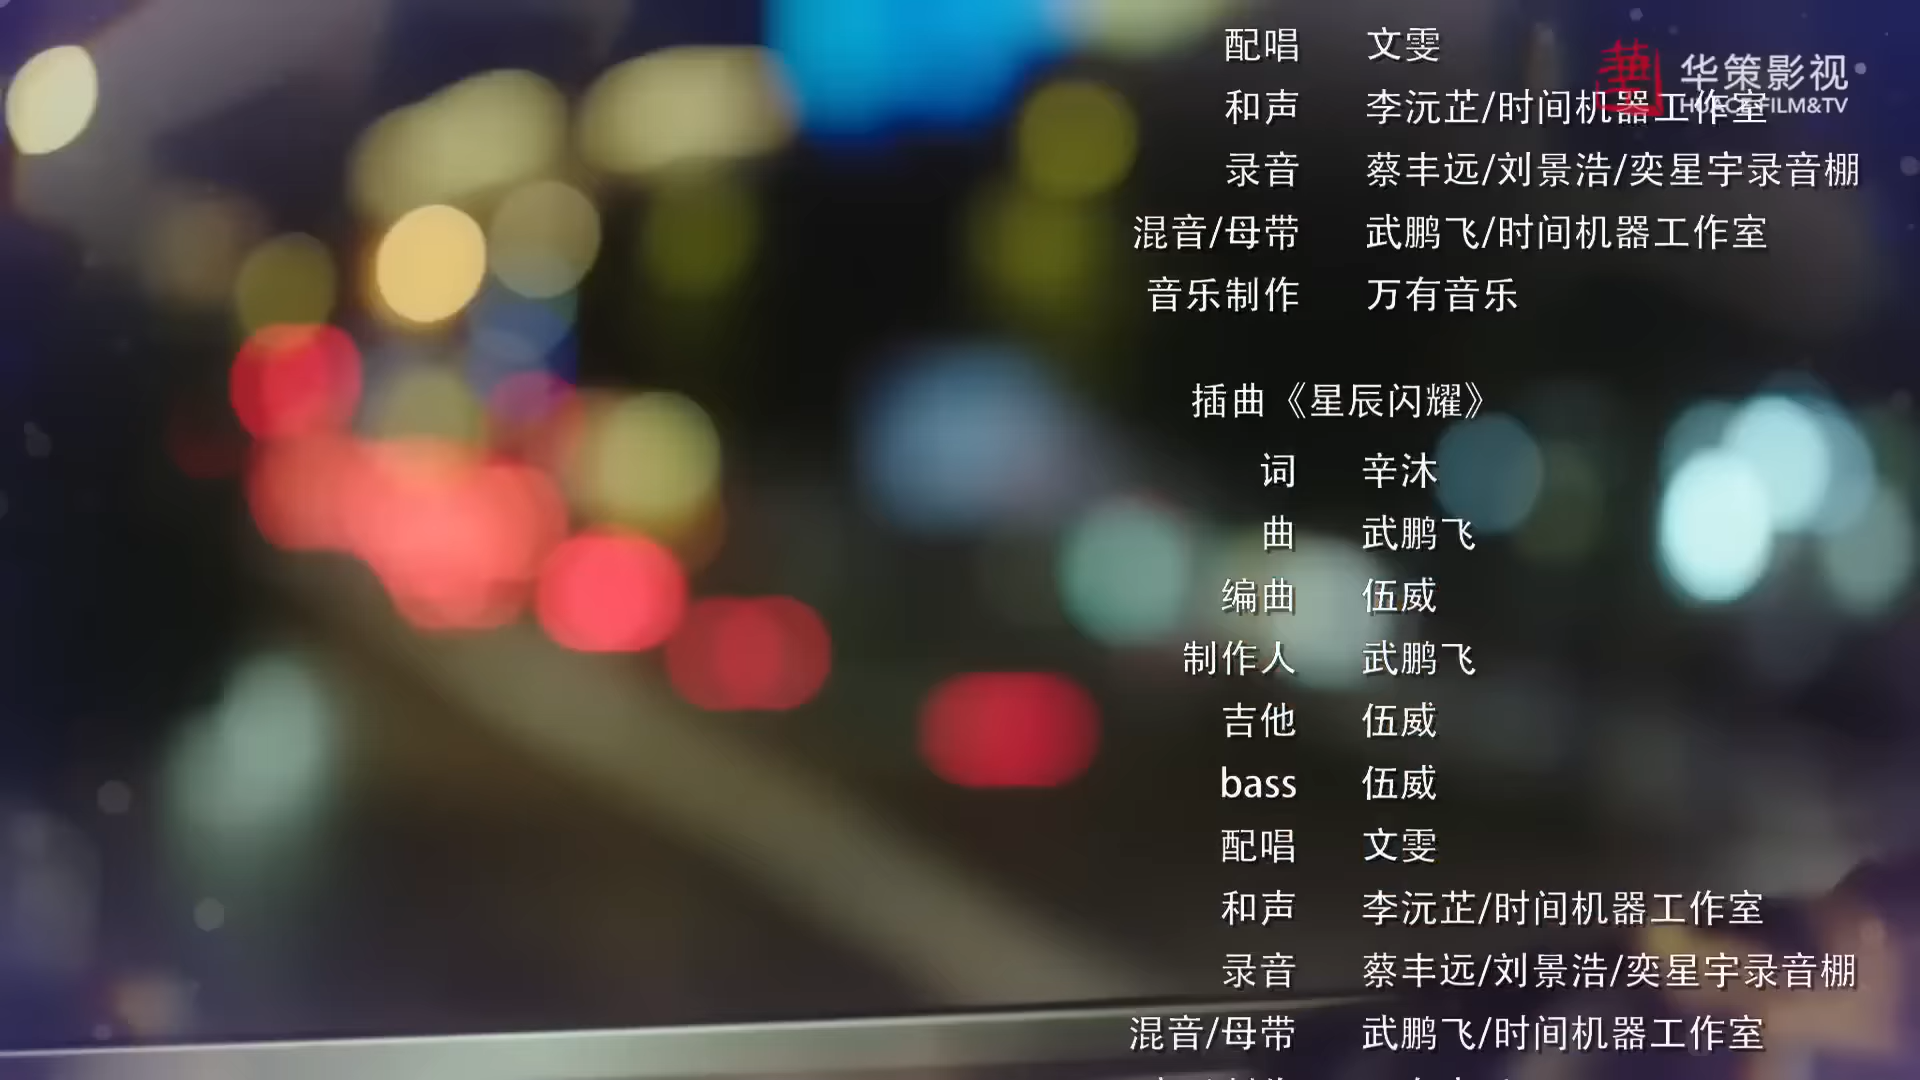 配唱 文雯
华策影视
HUACE FILM&TV
和声 李沅芷/时间机器工作室
录音 蔡丰远/刘景浩/奕星宇录音棚
混音/母带 武鹏飞/时间机器工作室
音乐制作 万有音乐
插曲《星辰闪耀》
词 辛沐
曲 武鹏飞
编曲 伍威
制作人 武鹏飞
吉他 伍威
bass 伍威
配唱 文雯
和声 李沅芷/时间机器工作室
录音 蔡丰远/刘景浩/奕星宇录音棚
混音/母带 武鹏飞/时间机器工作室